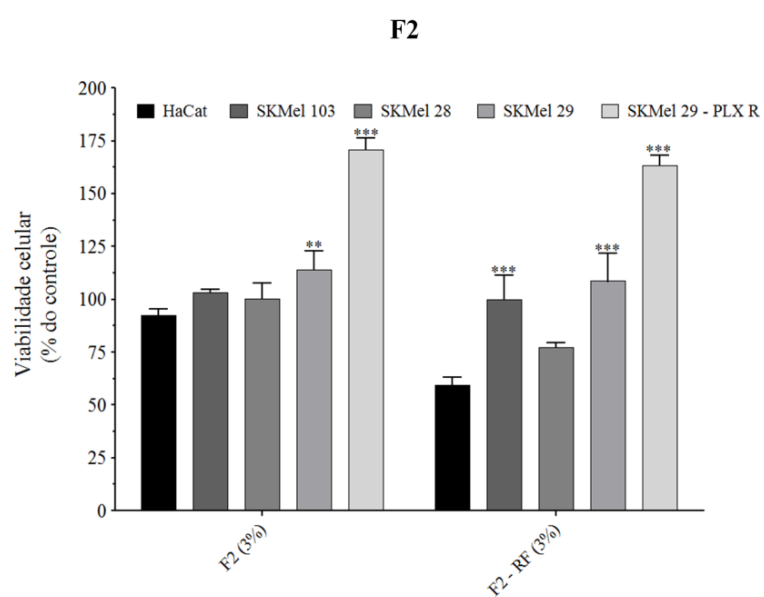 F2
HaCat SKMel 103 SKMel 28 SKMel 29 SKMel 29 - PLX R
Viabilidade celular
(% do controle)
200
175
150
125
100
75
50
25
0
*** ***
** *** ***
F2 (3%) F2 - RF (3%)